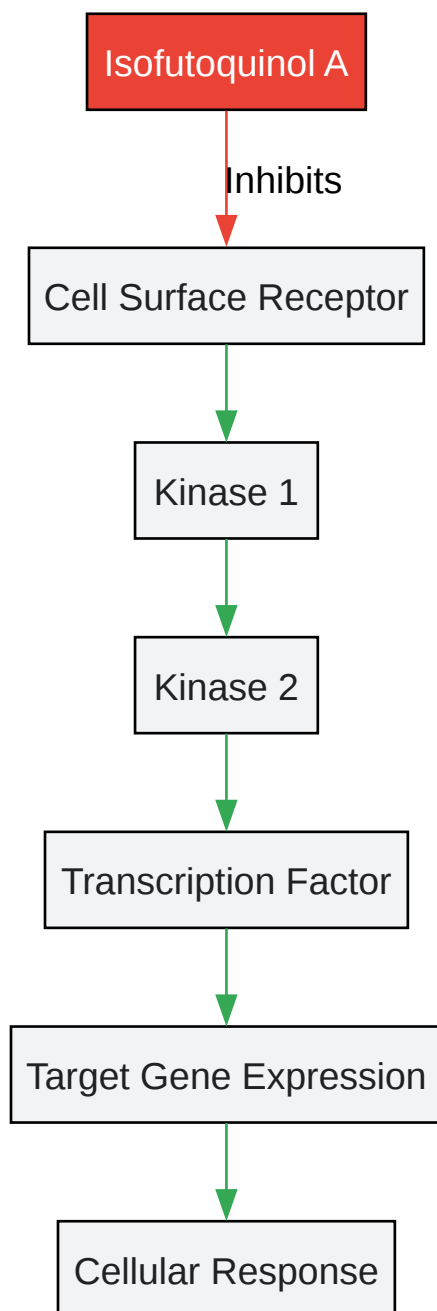 Isofutoquinol A
Inhibits
Cell Surface Receptor
Kinase 1
Kinase 2
Transcription Factor
Target Gene Expression
Cellular Response